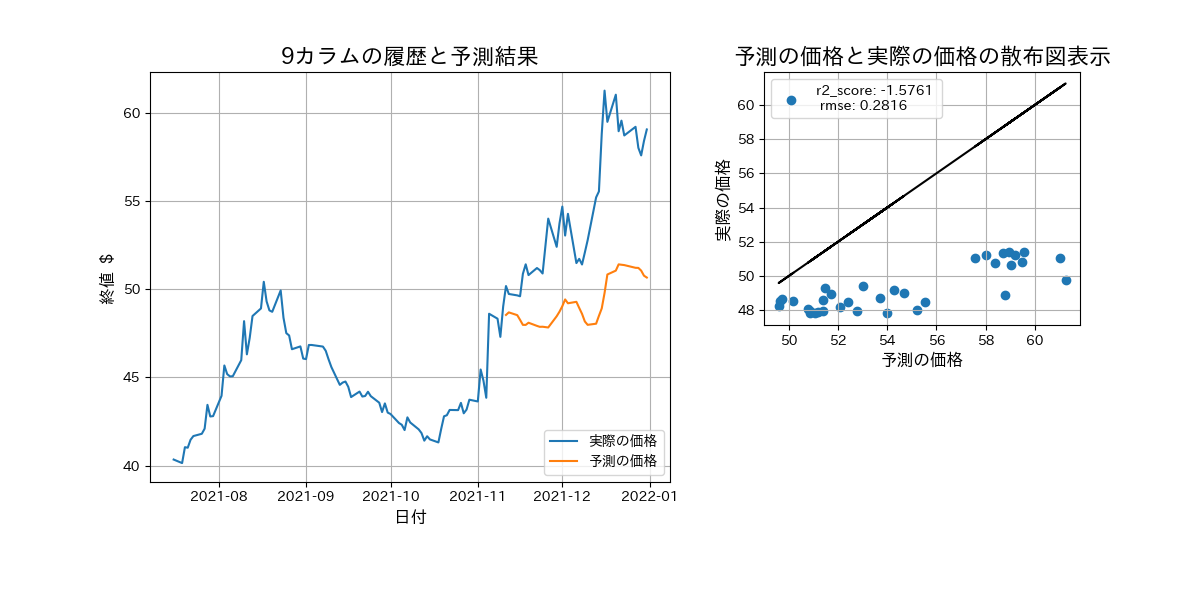 9カラムの履歴と予測結果
終値 $
60
55
50
45
40
2021-08
2021-09
2021-10
2021-11
2021-12
2022-01
日付
実際の価格
予測の価格
予測の価格と実際の価格の散布図表示
r2_score: -1.5761
rmse: 0.2816
実際の価格
60
58
56
54
52
50
48
50
52
54
56
58
60
予測の価格